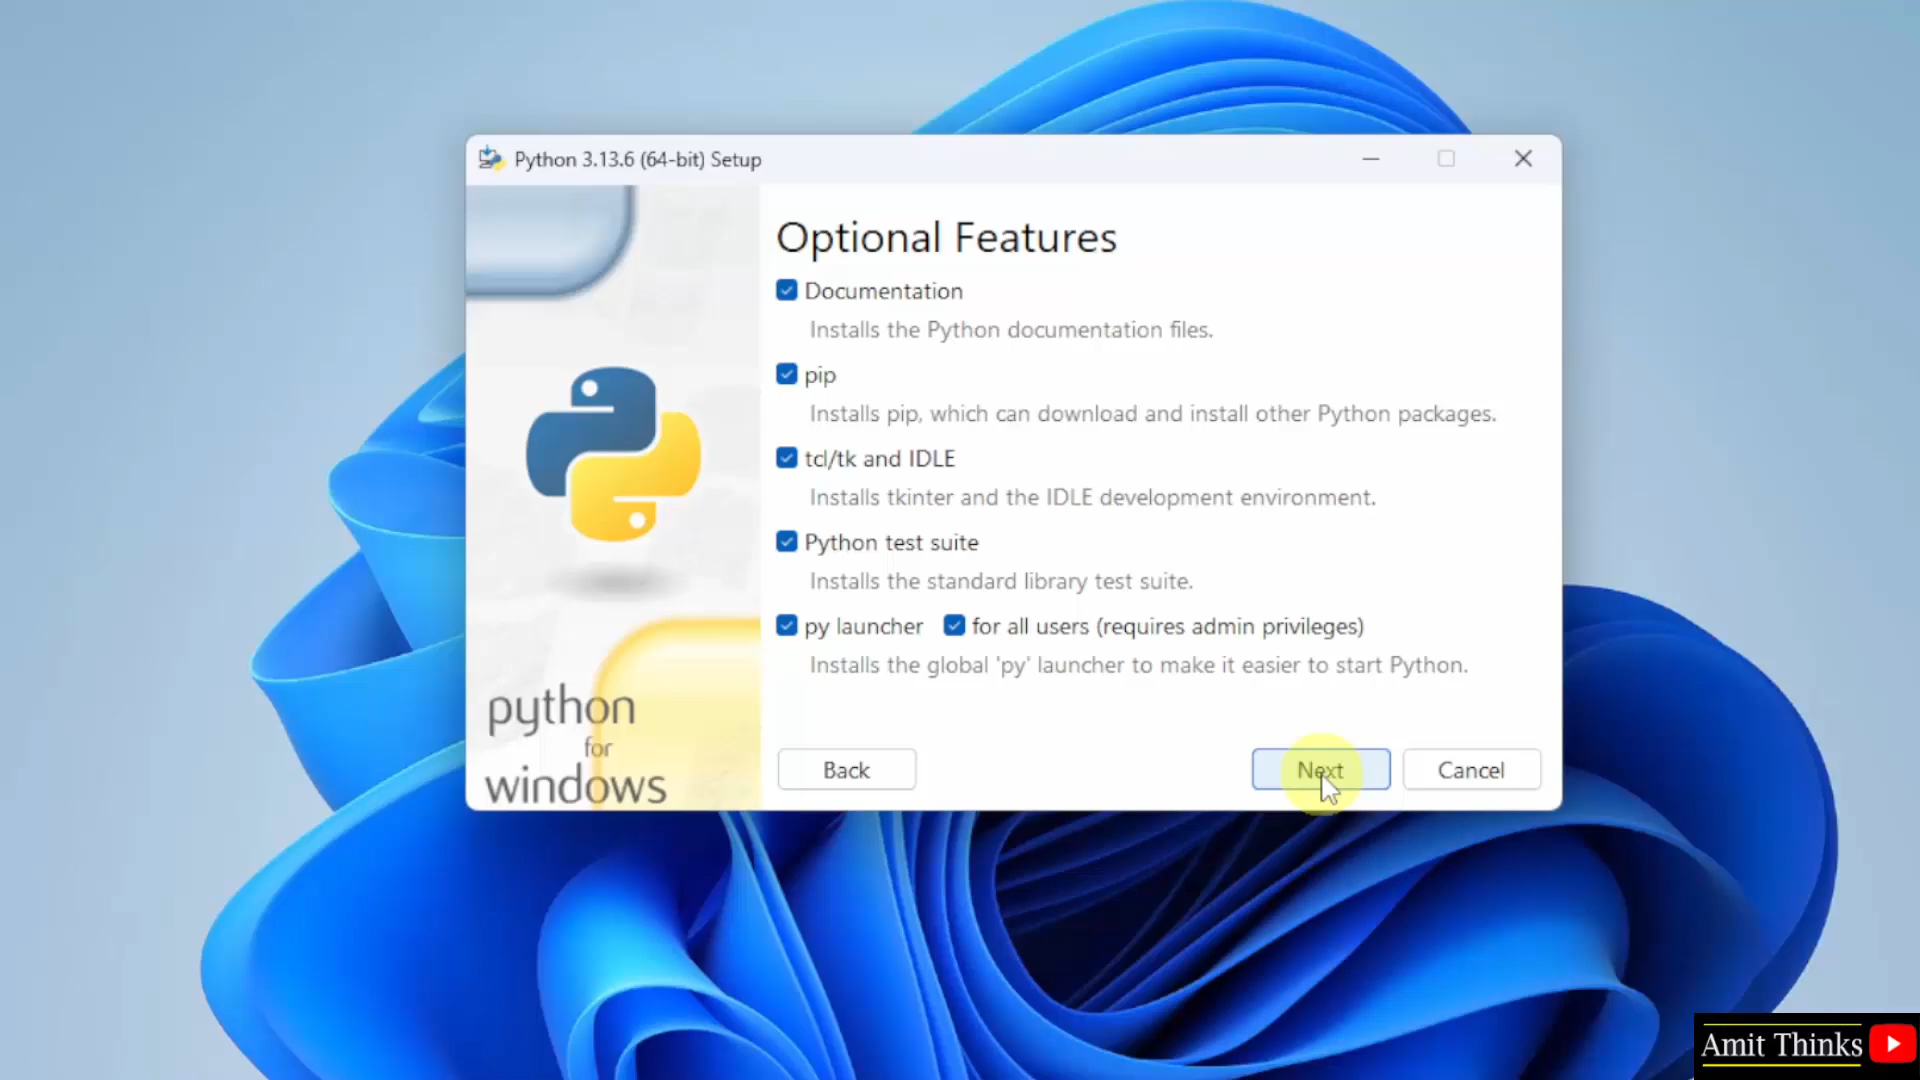 Python 3.13.6 (64-bit) Setup
Optional Features
Documentation
Installs the Python documentation files.
pip
Installs pip, which can download and install other Python packages.
tcl/tk and IDLE
Installs tkinter and the IDLE development environment.
Python test suite
Installs the standard library test suite.
py launcher for all users (requires admin privileges)
Installs the global 'py' launcher to make it easier to start Python.
python
for
windows
Back Next Cancel
Amit Thinks